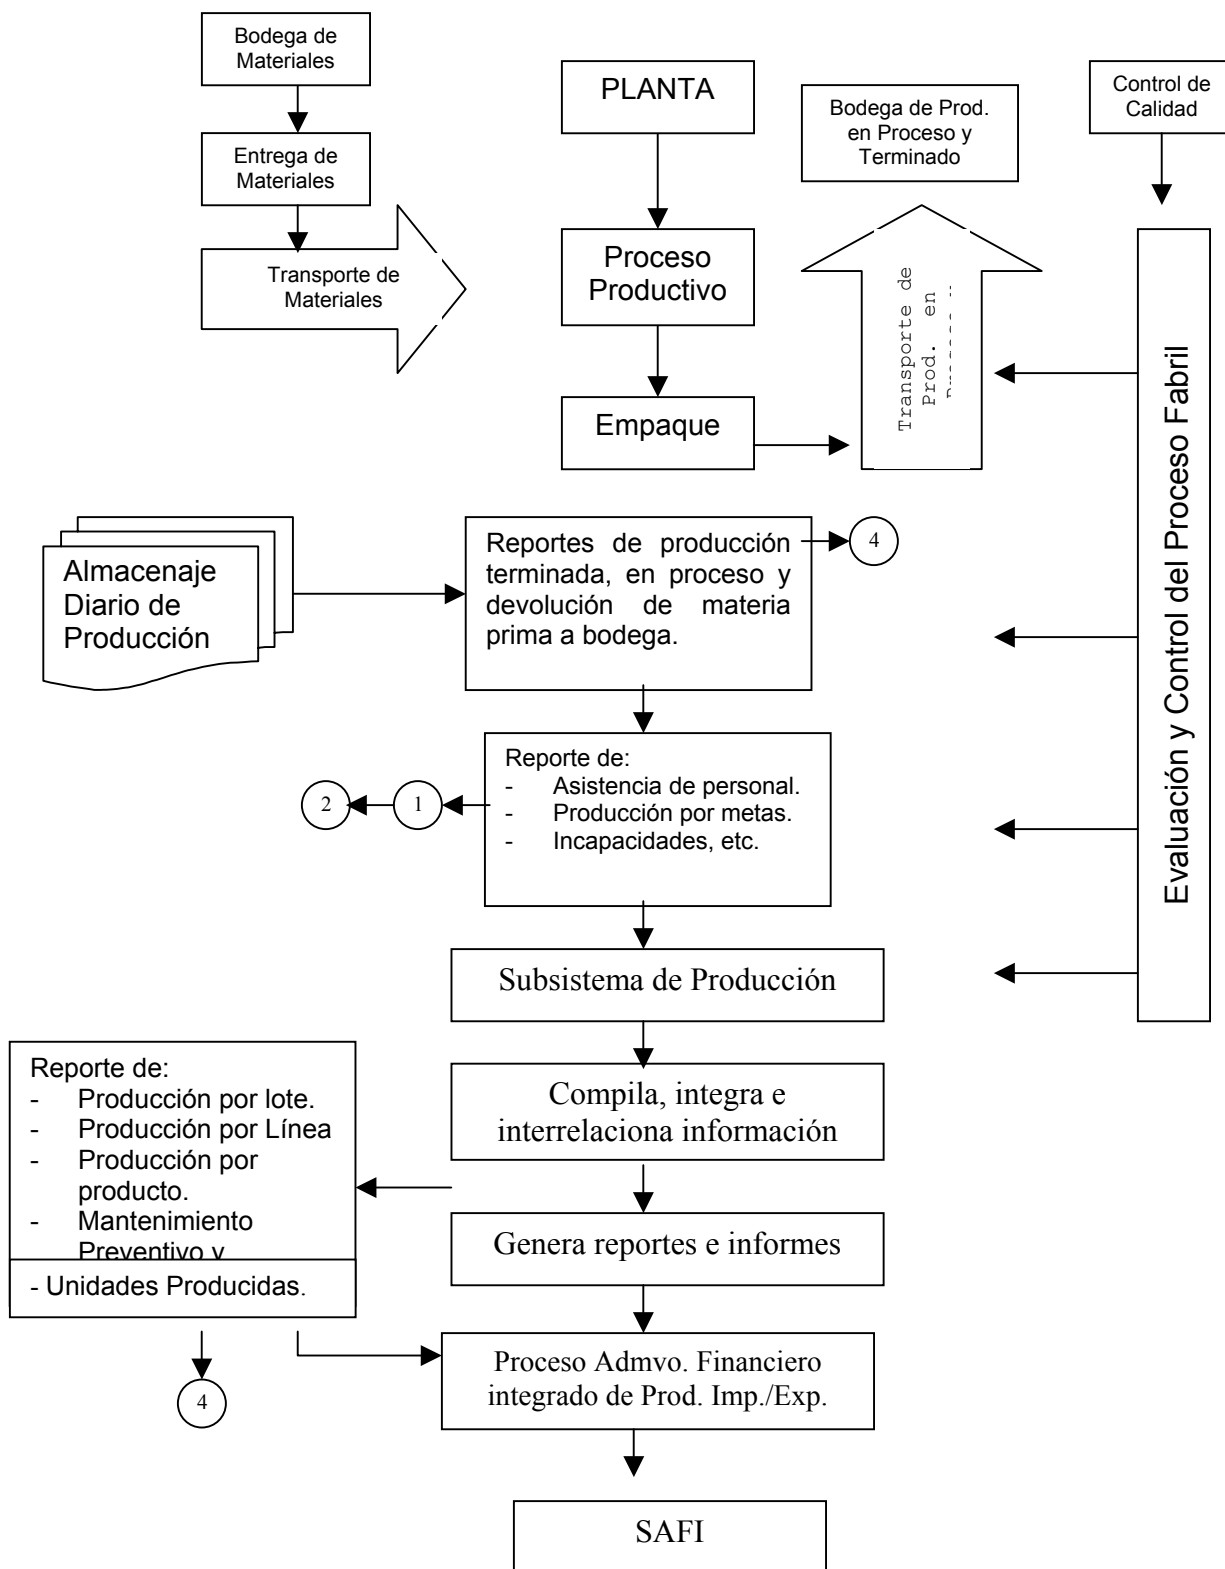 Bodega de
Materiales
PLANTA
Bodega de Prod.
en Proceso y
Terminado
Control de
Calidad
Entrega de
Materiales
Transporte de
Materiales
Proceso
Productivo
Transporte de
Prod. en
Empaque
Evaluación y Control del Proceso Fabril
Almacenaje
Diario de
Producción
Reportes de producción
terminada, en proceso y
devolución de materia
prima a bodega.
4
Reporte de:
- Asistencia de personal.
- Producción por metas.
- Incapacidades, etc.
2
1
Subsistema de Producción
Compila, integra e
interrelaciona información
Reporte de:
- Producción por lote.
- Producción por Línea
- Producción por
producto.
- Mantenimiento
Preventivo y
- Unidades Producidas.
Genera reportes e informes
Proceso Admvo. Financiero
integrado de Prod. Imp./Exp.
4
SAFI